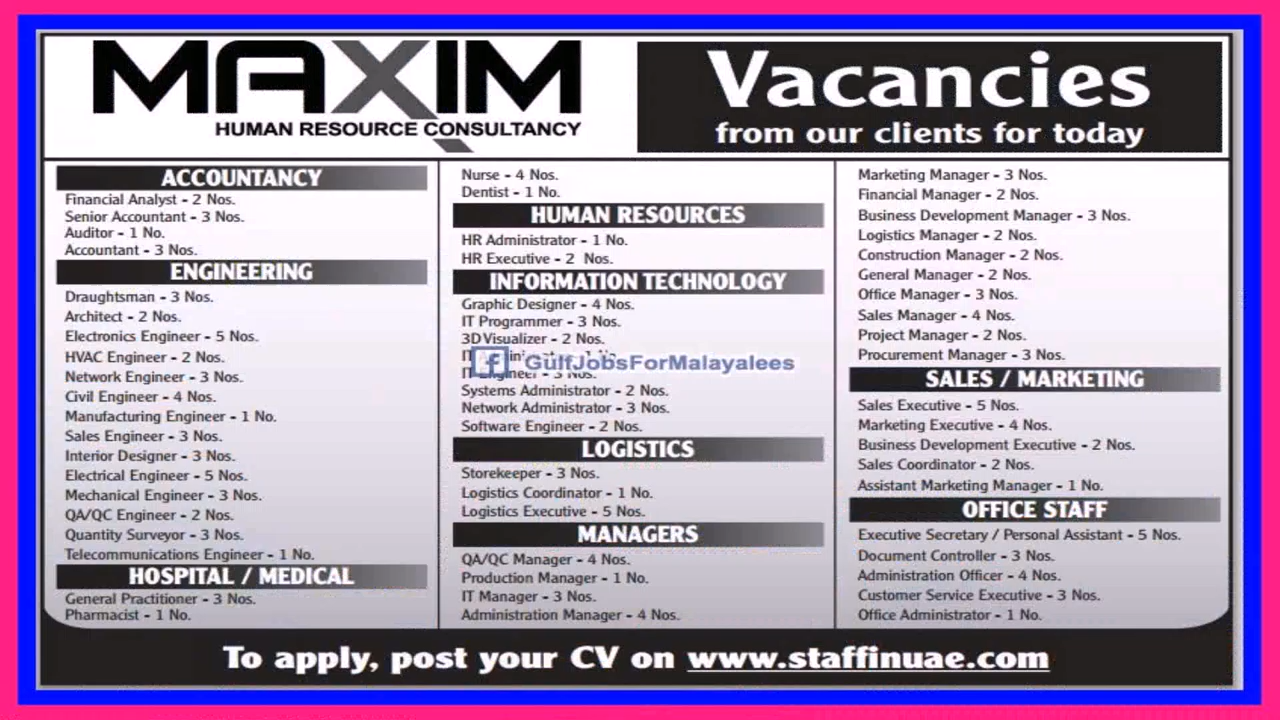 MAXIM
HUMAN RESOURCE CONSULTANCY
Vacancies
from our clients for today
ACCOUNTANCY
Financial Analyst - 2 Nos.
Senior Accountant - 3 Nos.
Auditor - 1 No.
Accountant - 3 Nos.
ENGINEERING
Draughtsman - 3 Nos.
Architect - 2 Nos.
Electronics Engineer - 5 Nos.
HVAC Engineer - 2 Nos.
Network Engineer - 3 Nos.
Civil Engineer - 4 Nos.
Manufacturing Engineer - 1 No.
Sales Engineer - 3 Nos.
Interior Designer - 3 Nos.
Electrical Engineer - 5 Nos.
Mechanical Engineer - 3 Nos.
QA/QC Engineer - 2 Nos.
Quantity Surveyor - 3 Nos.
Telecommunications Engineer - 1 No.
HOSPITAL / MEDICAL
General Practitioner - 3 Nos.
Pharmacist - 1 No.
Nurse - 4 Nos.
Dentist - 1 No.
HUMAN RESOURCES
HR Administrator - 1 No.
HR Executive - 2 Nos.
INFORMATION TECHNOLOGY
Graphic Designer - 4 Nos.
IT Programmer - 3 Nos.
3D Visualizer - 2 Nos.
GulfJobsForMalayalees
IT Engineer - 3 Nos.
Systems Administrator - 2 Nos.
Network Administrator - 3 Nos.
Software Engineer - 2 Nos.
LOGISTICS
Storekeeper - 3 Nos.
Logistics Coordinator - 1 No.
Logistics Executive - 5 Nos.
MANAGERS
QA/QC Manager - 4 Nos.
Production Manager - 1 No.
IT Manager - 3 Nos.
Administration Manager - 4 Nos.
Marketing Manager - 3 Nos.
Financial Manager - 2 Nos.
Business Development Manager - 3 Nos.
Logistics Manager - 2 Nos.
Construction Manager - 2 Nos.
General Manager - 2 Nos.
Office Manager - 3 Nos.
Sales Manager - 4 Nos.
Project Manager - 2 Nos.
Procurement Manager - 3 Nos.
SALES / MARKETING
Sales Executive - 5 Nos.
Marketing Executive - 4 Nos.
Business Development Executive - 2 Nos.
Sales Coordinator - 2 Nos.
Assistant Marketing Manager - 1 No.
OFFICE STAFF
Executive Secretary / Personal Assistant - 5 Nos.
Document Controller - 3 Nos.
Administration Officer - 4 Nos.
Customer Service Executive - 3 Nos.
Office Administrator - 1 No.
To apply, post your CV on www.staffinuae.com